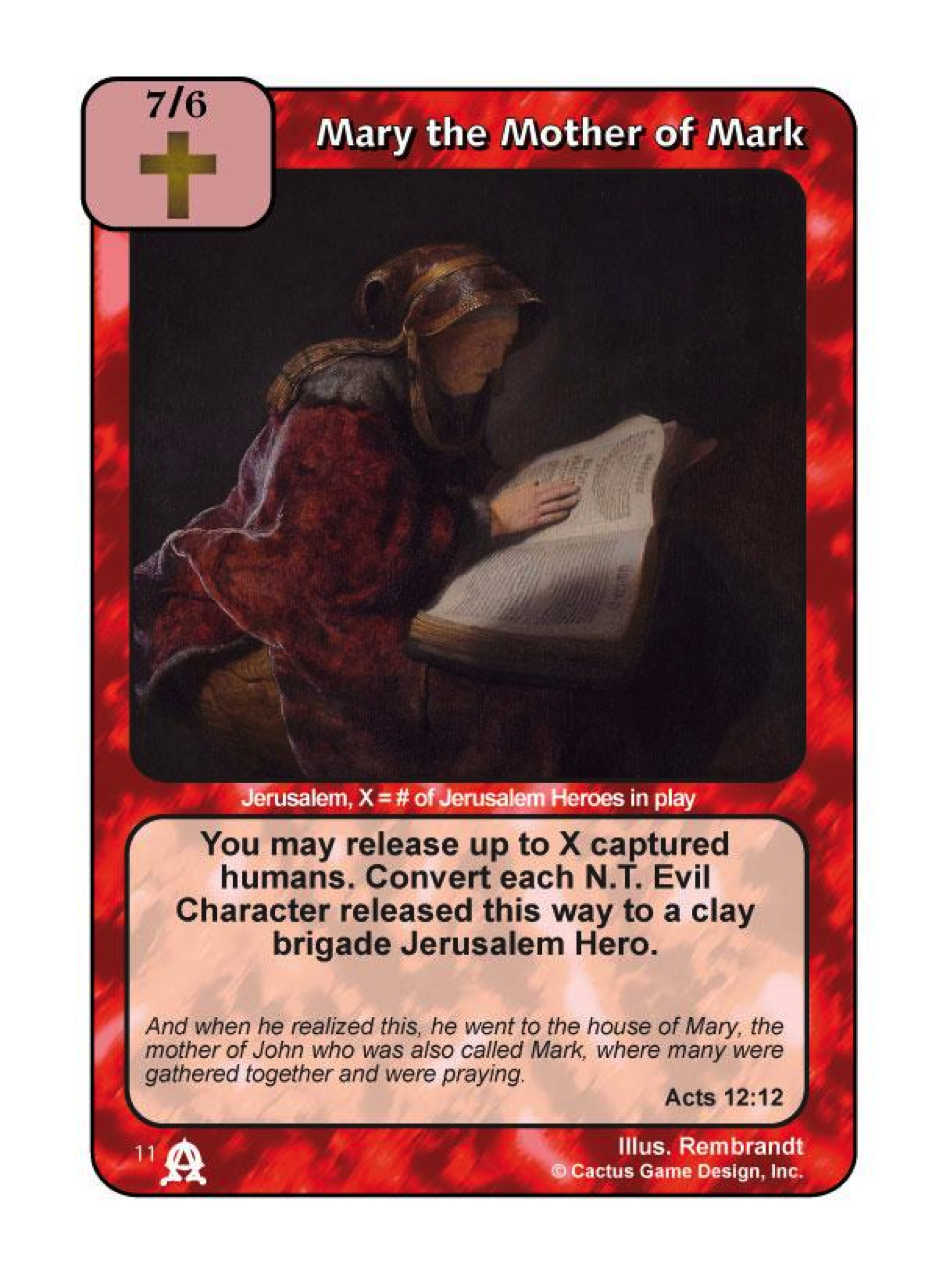 7/6
Mary the Mother of Mark
Jerusalem, X = # of Jerusalem Heroes in play
You may release up to X captured
humans. Convert each N.T. Evil
Character released this way to a clay
brigade Jerusalem Hero.
And when he realized this, he went to the house of Mary, the
mother of John who was also called Mark, where many were
gathered together and were praying.
Acts 12:12
11
Illus. Rembrandt
© Cactus Game Design, Inc.